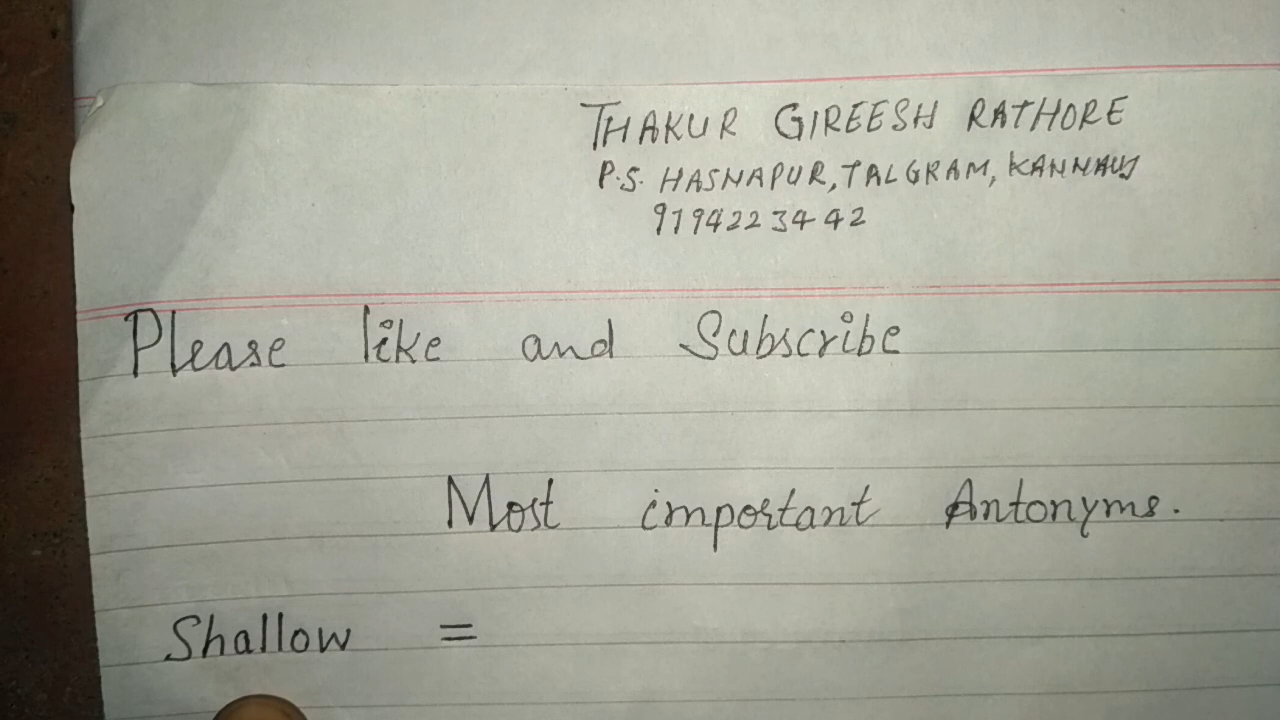 THAKUR GIREESH RATHORE
P.S. HASNAPUR, TALGRAM, KANNAUJ
9194223442
Please like and Subscribe
Most important Antonyms.
Shallow =